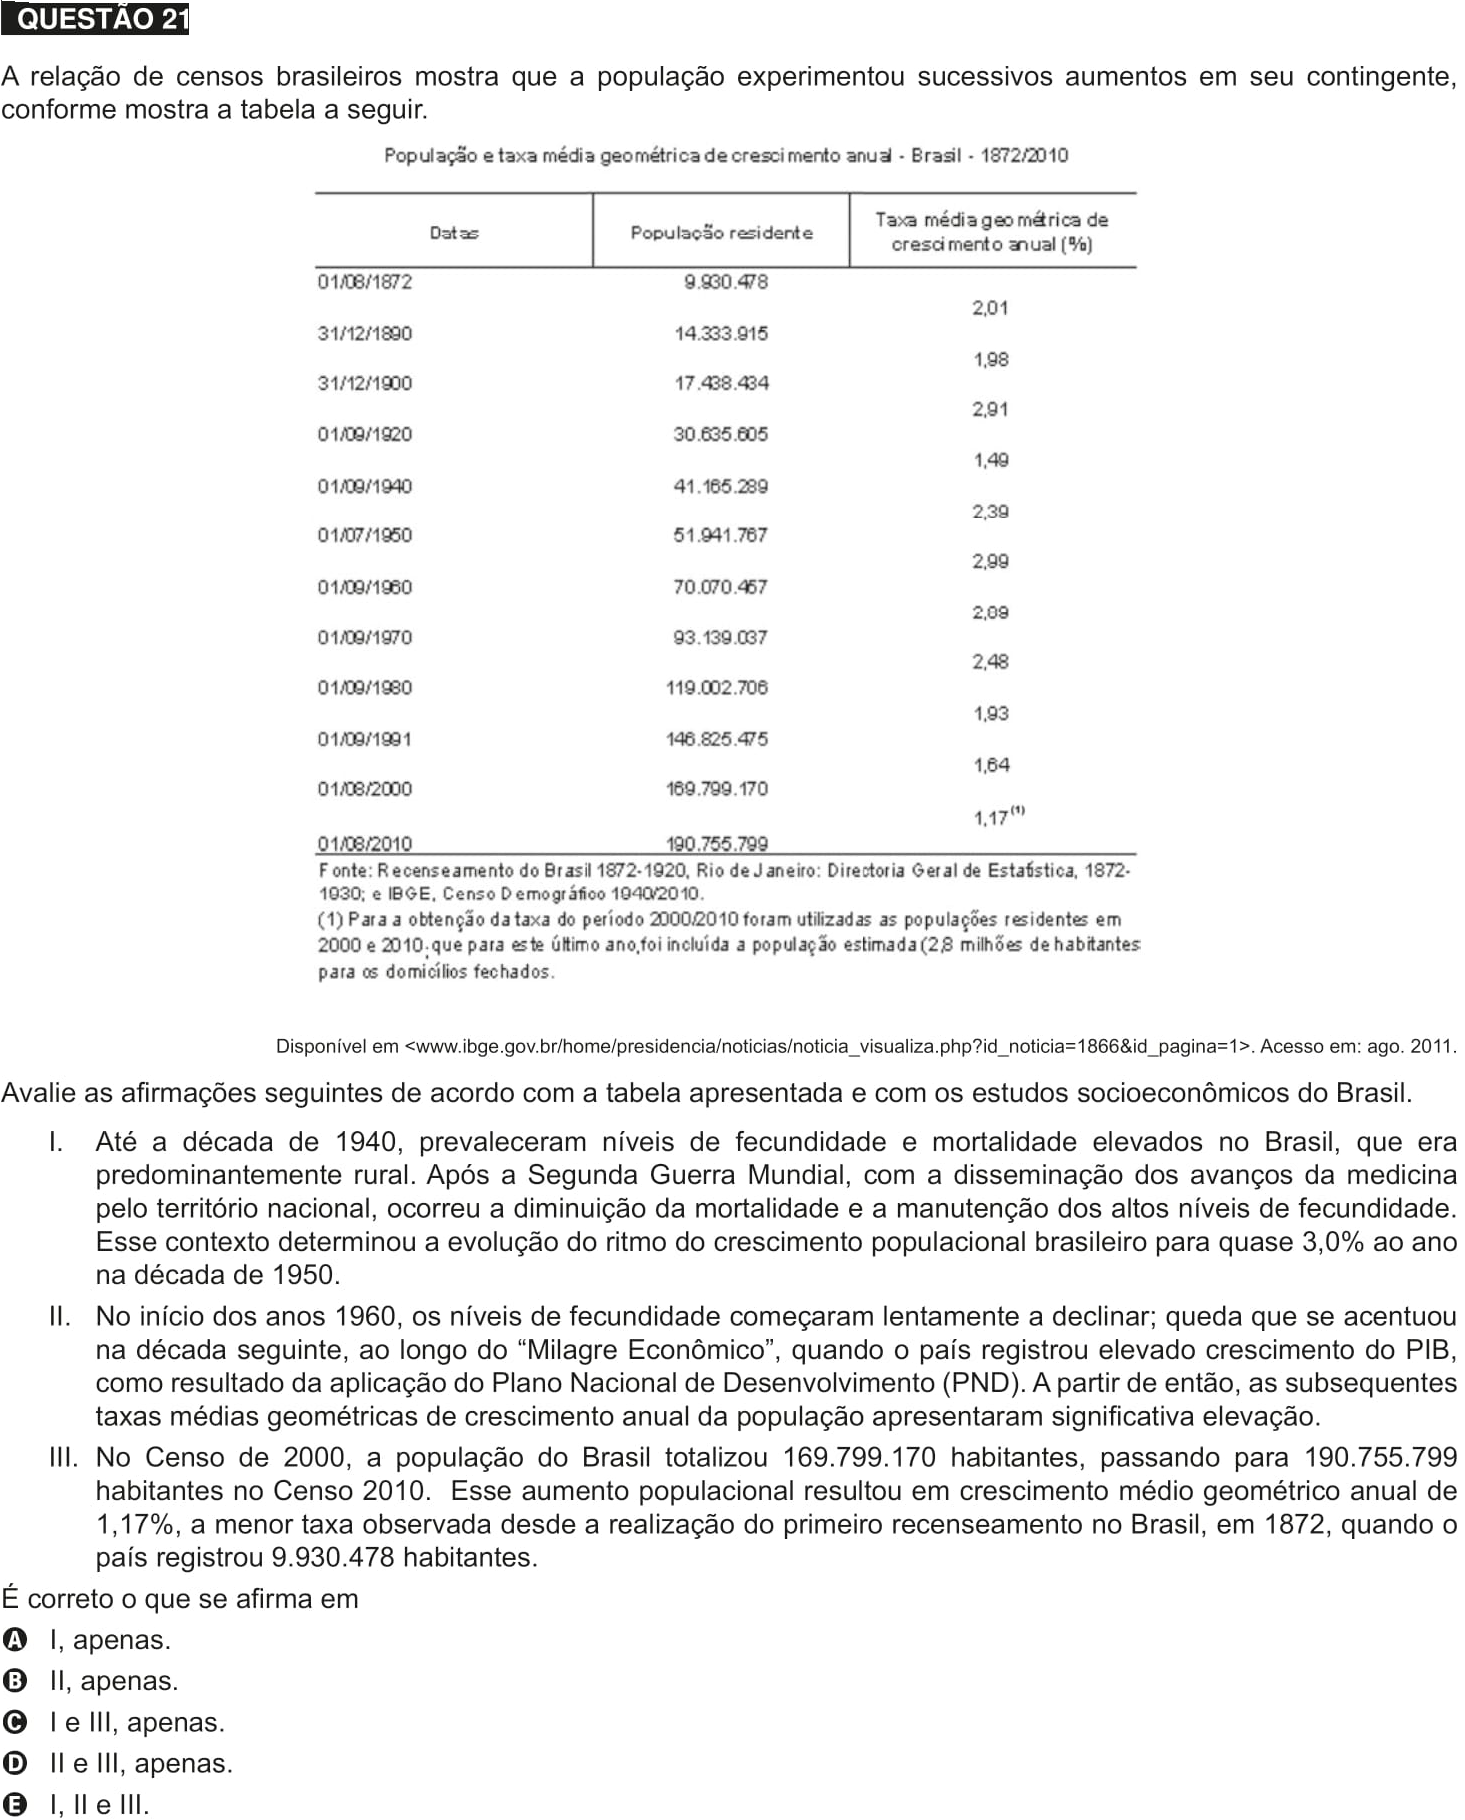 QUESTÃO 21
A relação de censos brasileiros mostra que a população experimentou sucessivos aumentos em seu contingente,
conforme mostra a tabela a seguir.
População e taxa média geométrica de crescimento anual - Brasil - 1872/2010
Datas População residente Taxa média geométrica de
crescimento anual (%)
01/08/1872 9.930.478
2,01
31/12/1890 14.333.915
1,98
31/12/1900 17.438.434
2,91
01/09/1920 30.635.605
1,49
01/09/1940 41.165.289
2,39
01/07/1950 51.941.767
2,99
01/09/1960 70.070.457
2,89
01/09/1970 93.139.037
2,48
01/09/1980 119.002.706
1,93
01/09/1991 146.825.475
1,64
01/08/2000 169.799.170
1,17(1)
01/08/2010 190.755.799
Fonte: Recenseamento do Brasil 1872-1920, Rio de Janeiro: Directoria Geral de Estatística, 1872-
1930; e IBGE, Censo Demográfico 1940/2010.
(1) Para a obtenção da taxa do período 2000/2010 foram utilizadas as populações residentes em
2000 e 2010, que para este último ano, foi incluída a população estimada (2,8 milhões de habitantes
para os domicílios fechados.
Disponível em <www.ibge.gov.br/home/presidencia/noticias/noticia_visualiza.php?id_noticia=1866&id_pagina=1>. Acesso em: ago. 2011.
Avalie as afirmações seguintes de acordo com a tabela apresentada e com os estudos socioeconômicos do Brasil.
I. Até a década de 1940, prevaleceram níveis de fecundidade e mortalidade elevados no Brasil, que era
predominantemente rural. Após a Segunda Guerra Mundial, com a disseminação dos avanços da medicina
pelo território nacional, ocorreu a diminuição da mortalidade e a manutenção dos altos níveis de fecundidade.
Esse contexto determinou a evolução do ritmo do crescimento populacional brasileiro para quase 3,0% ao ano
na década de 1950.
II. No início dos anos 1960, os níveis de fecundidade começaram lentamente a declinar; queda que se acentuou
na década seguinte, ao longo do “Milagre Econômico”, quando o país registrou elevado crescimento do PIB,
como resultado da aplicação do Plano Nacional de Desenvolvimento (PND). A partir de então, as subsequentes
taxas médias geométricas de crescimento anual da população apresentaram significativa elevação.
III. No Censo de 2000, a população do Brasil totalizou 169.799.170 habitantes, passando para 190.755.799
habitantes no Censo 2010. Esse aumento populacional resultou em crescimento médio geométrico anual de
1,17%, a menor taxa observada desde a realização do primeiro recenseamento no Brasil, em 1872, quando o
país registrou 9.930.478 habitantes.
É correto o que se afirma em
A I, apenas.
B II, apenas.
C I e III, apenas.
D II e III, apenas.
E I, II e III.